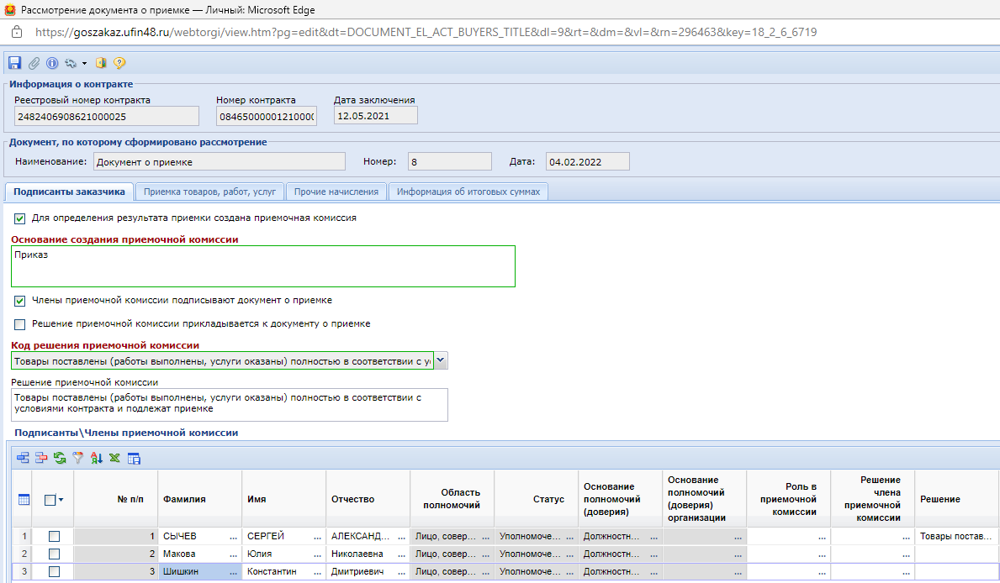 Рассмотрение документа о приемке — Личный: Microsoft Edge
https://goszakaz.ufin48.ru/webtorgi/view.htm?pg=edit&dt=DOCUMENT_EL_ACT_BUYERS_TITLE&dl=9&rt=&dm=&vl=&rn=296463&key=18_2_6_6719
Информация о контракте
Реестровый номер контракта Номер контракта Дата заключения
2482406908621000025 08465000001210000 12.05.2021
Документ, по которому сформировано рассмотрение
Наименование: Документ о приемке Номер: 8 Дата: 04.02.2022
Подписанты заказчика Приемка товаров, работ, услуг Прочие начисления Информация об итоговых суммах
Для определения результата приемки создана приемочная комиссия
Основание создания приемочной комиссии
Приказ
Члены приемочной комиссии подписывают документ о приемке
Решение приемочной комиссии прикладывается к документу о приемке
Код решения приемочной комиссии
Товары поставлены (работы выполнены, услуги оказаны) полностью в соответствии с у
Решение приемочной комиссии
Товары поставлены (работы выполнены, услуги оказаны) полностью в соответствии с
условиями контракта и подлежат приемке
Подписанты\Члены приемочной комиссии
№ п/п Фамилия Имя Отчество
Область
полномочий
Статус
Основание
полномочий
(доверия)
Основание
полномочий
(доверия)
организации
Роль в
приемочной
комиссии
Решение
члена
приемочной
комиссии
Решение
1 1 СЫЧЕВ ... СЕРГЕЙ ... АЛЕКСАНД... ... Лицо, совер... ... Уполномоче... ... Должностн... ... ... ... ... Товары постав...
2 2 Макова ... Юлия ... Николаевна ... Лицо, совер... ... Уполномоче... ... Должностн... ... ... ... ...
3 3 Шишкин ... Константин ... Дмитриевич ... Лицо, совер... ... Уполномоче... ... Должностн... ... ... ... ...